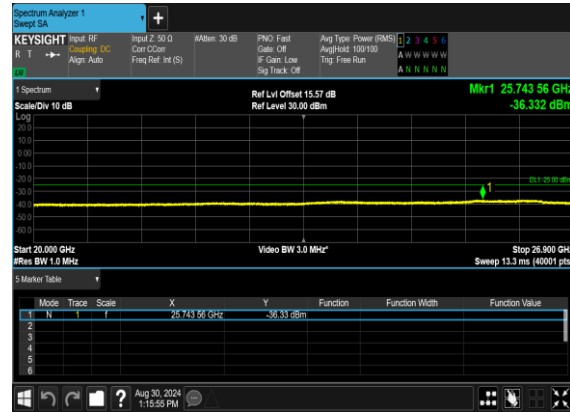 Spectrum Analyzer 1
Swept SA
+
KEYSIGHT Input: RF Input Z: 50 Ω #Atten: 30 dB PNO: Fast Avg Type: Power (RMS) 1 2 3 4 5 6
R T Coupling: DC Corr CCorr Gate: Off Avg|Hold: 100/100 A W W W W W
Align: Auto Freq Ref: Int (S) IF Gain: Low Trig: Free Run
LXI Sig Track: Off A N N N N N
1 Spectrum Ref Lvl Offset 15.57 dB Mkr1 25.743 56 GHz
Scale/Div 10 dB Ref Level 30.00 dBm -36.332 dBm
Log
20.0
10.0
0.00
-10.0
-20.0
DL1 -25.00 dBm
-30.0 1
-40.0
-50.0
-60.0
Start 20.000 GHz Video BW 3.0 MHz* Stop 26.900 GHz
#Res BW 1.0 MHz Sweep 13.3 ms (40001 pts)
5 Marker Table
Mode Trace Scale X Y Function Function Width Function Value
1 N 1 f 25.743 56 GHz -36.33 dBm
2
3
4
5
6
? Aug 30, 2024
1:15:55 PM